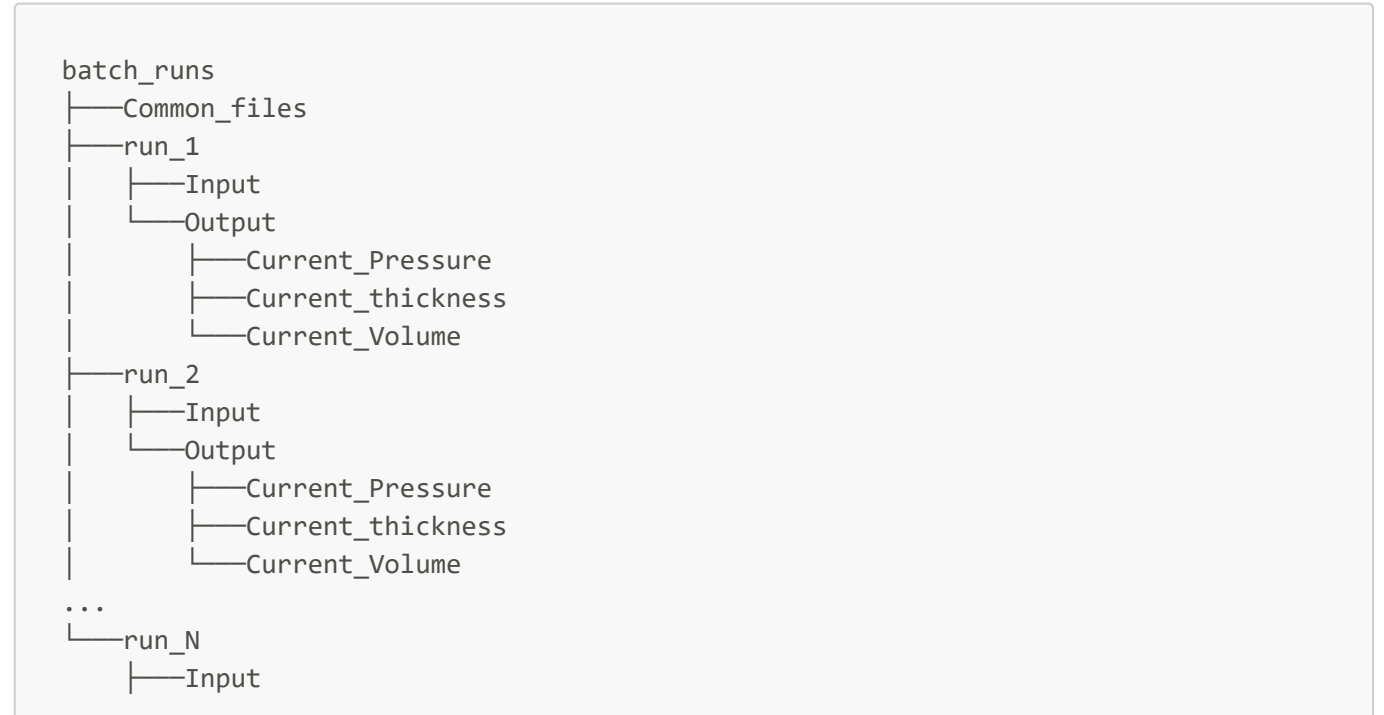 batch_runs
├───Common_files
├───run_1
│   ├───Input
│   └───Output
│       ├───Current_Pressure
│       ├───Current_thickness
│       └───Current_Volume
├───run_2
│   ├───Input
│   └───Output
│       ├───Current_Pressure
│       ├───Current_thickness
│       └───Current_Volume
...
└───run_N
    ├───Input